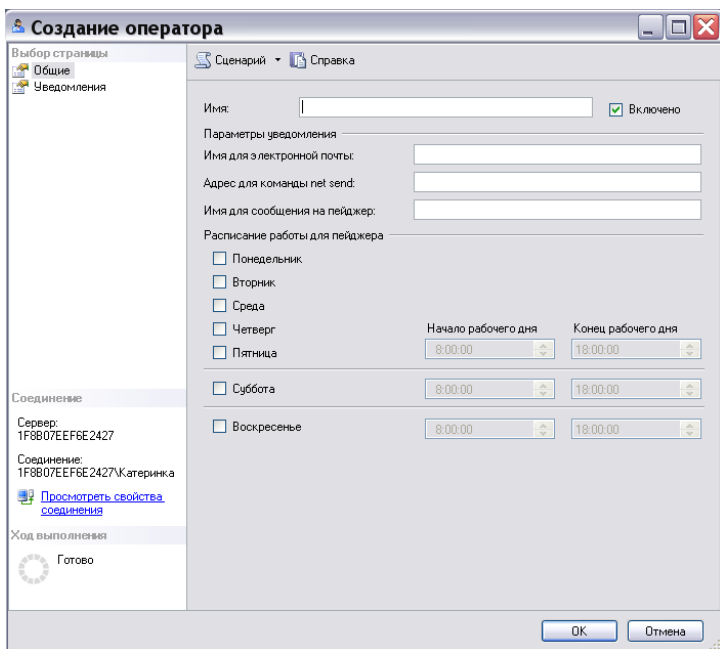 Создание оператора
Выбор страницы
Общие
Уведомления
Сценарий
Справка
Имя:
Включено
Параметры уведомления
Имя для электронной почты:
Адрес для команды net send:
Имя для сообщения на пейджер:
Расписание работы для пейджера
Понедельник
Вторник
Среда
Четверг
Начало рабочего дня
Конец рабочего дня
Пятница
8:00:00
18:00:00
Суббота
8:00:00
18:00:00
Воскресенье
8:00:00
18:00:00
Соединение
Сервер:
1F8B07EEF6E2427
Соединение:
1F8B07EEF6E2427\Катеринка
Просмотреть свойства
соединения
Ход выполнения
Готово
OK
Отмена